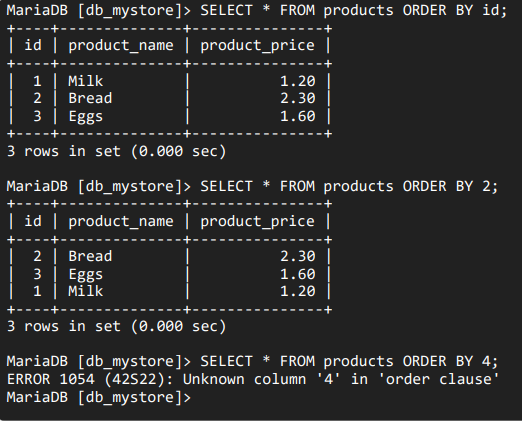 MariaDB [db_mystore]> SELECT * FROM products ORDER BY id;
+----+--------------+---------------+
| id | product_name | product_price |
+----+--------------+---------------+
|  1 | Milk         |          1.20 |
|  2 | Bread        |          2.30 |
|  3 | Eggs         |          1.60 |
+----+--------------+---------------+
3 rows in set (0.000 sec)

MariaDB [db_mystore]> SELECT * FROM products ORDER BY 2;
+----+--------------+---------------+
| id | product_name | product_price |
+----+--------------+---------------+
|  2 | Bread        |          2.30 |
|  3 | Eggs         |          1.60 |
|  1 | Milk         |          1.20 |
+----+--------------+---------------+
3 rows in set (0.000 sec)

MariaDB [db_mystore]> SELECT * FROM products ORDER BY 4;
ERROR 1054 (42S22): Unknown column '4' in 'order clause'
MariaDB [db_mystore]>